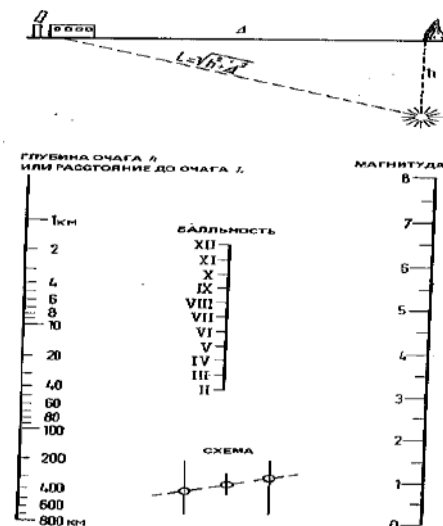 Δ
L=√h²+Δ²
h
ГЛУБИНА ОЧАГА h
ИЛИ РАССТОЯНИЕ ДО ОЧАГА L
МАГНИТУДА
БАЛЛЬНОСТЬ
1 КМ
2
4
6
8
10
20
40
60
80
100
200
400
600
800 КМ
XII
XI
X
IX
VIII
VII
VI
V
IV
III
II
8
7
6
5
4
3
2
1
0
СХЕМА